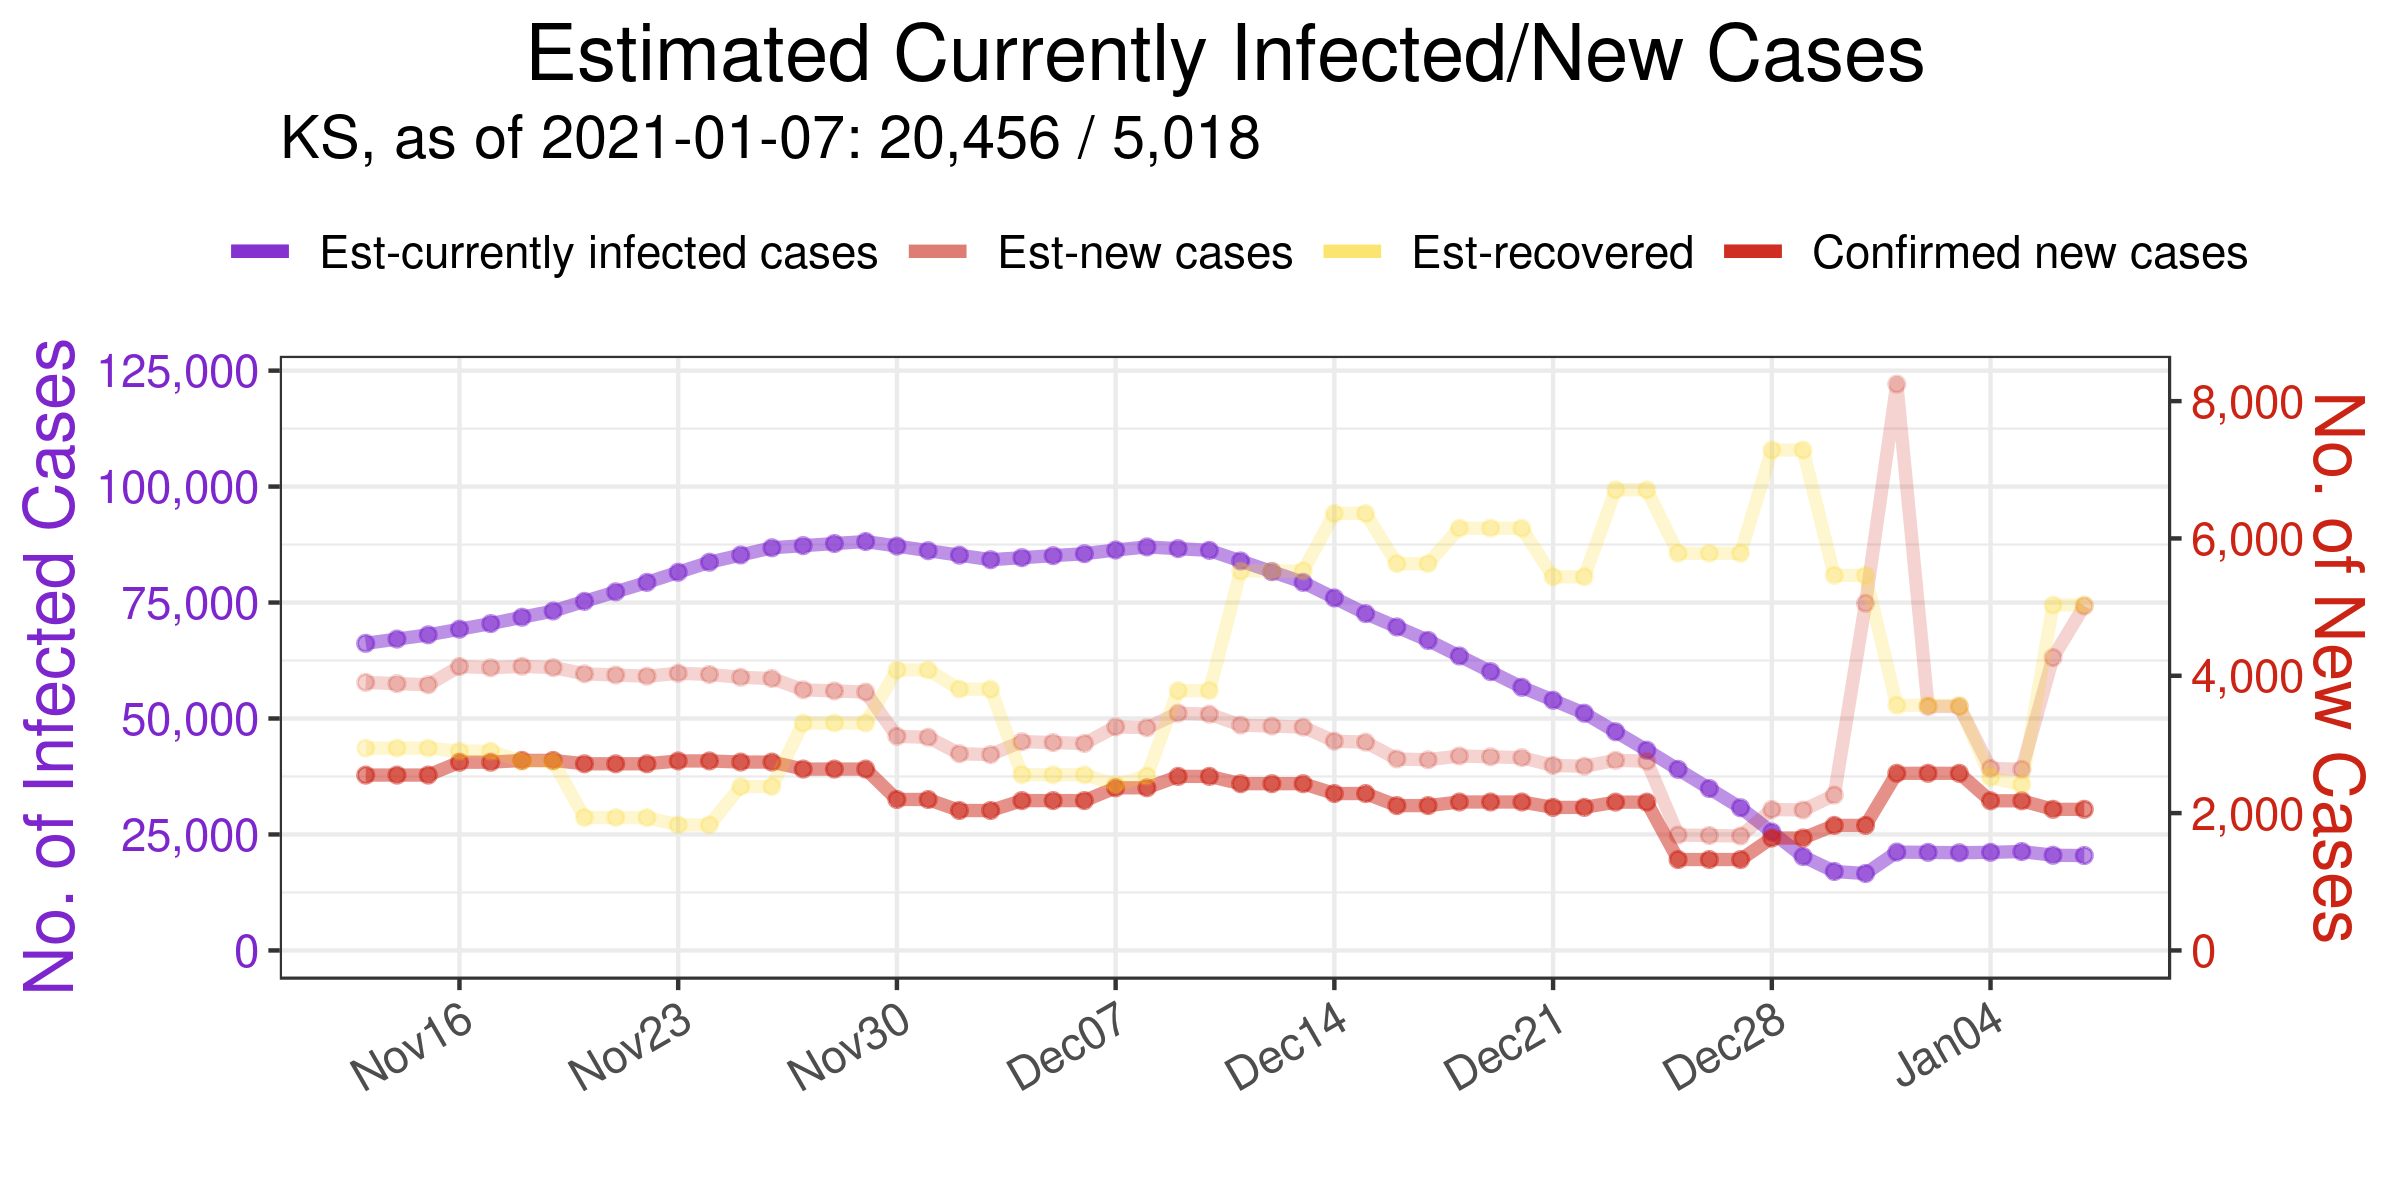 Estimated Currently Infected/New Cases
KS, as of 2021-01-07: 20,456 / 5,018
Est-currently infected cases Est-new cases Est-recovered Confirmed new cases
No. of Infected Cases
125,000
100,000
75,000
50,000
25,000
0
8,000
6,000
4,000
2,000
0
No. of New Cases
Nov16 Nov23 Nov30 Dec07 Dec14 Dec21 Dec28 Jan04